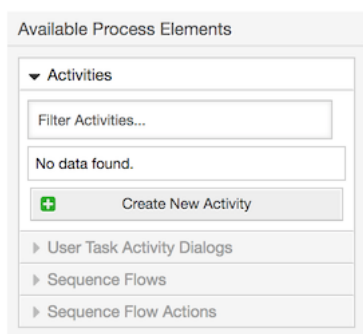 Available Process Elements
Activities
Filter Activities...
No data found.
Create New Activity
User Task Activity Dialogs
Sequence Flows
Sequence Flow Actions